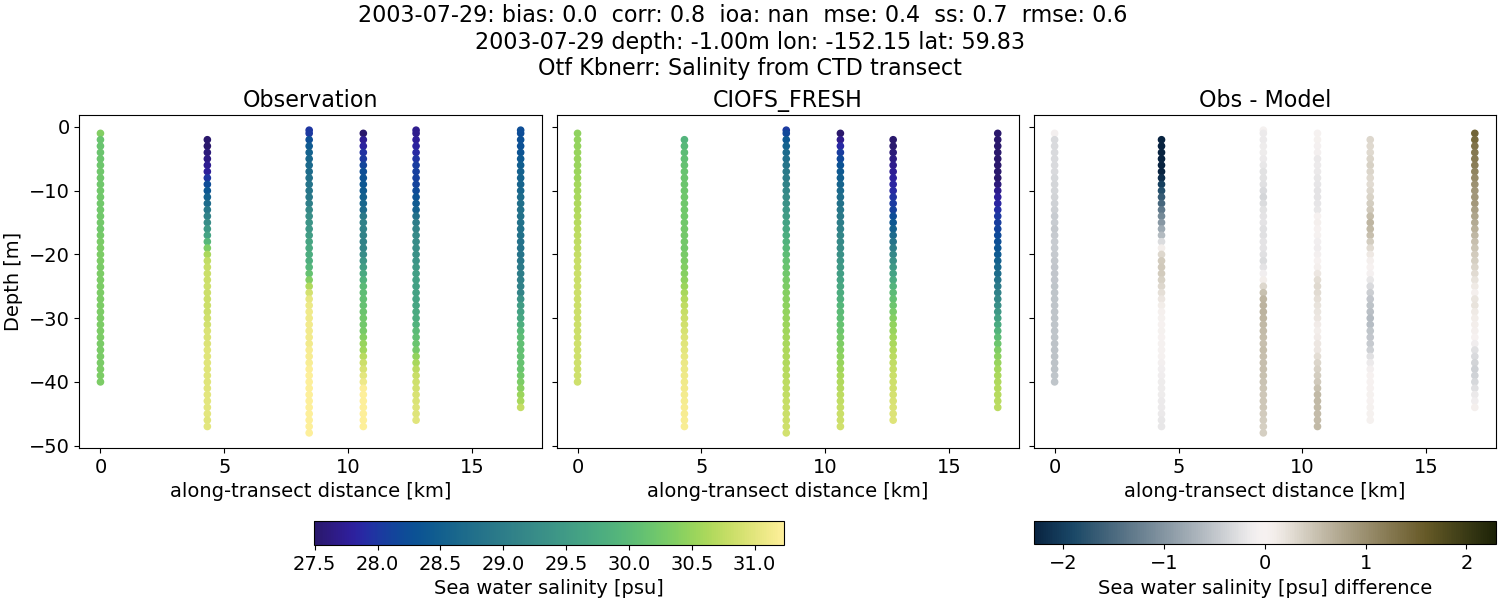 2003-07-29: bias: 0.0  corr: 0.8  ioa: nan  mse: 0.4  ss: 0.7  rmse: 0.6
2003-07-29 depth: -1.00m lon: -152.15 lat: 59.83
Otf Kbnerr: Salinity from CTD transect
Observation
CIOFS_FRESH
Obs - Model
Depth [m]
0
−10
−20
−30
−40
−50
0 5 10 15
0 5 10 15
0 5 10 15
along-transect distance [km]
along-transect distance [km]
along-transect distance [km]
27.5 28.0 28.5 29.0 29.5 30.0 30.5 31.0
Sea water salinity [psu]
−2 −1 0 1 2
Sea water salinity [psu] difference